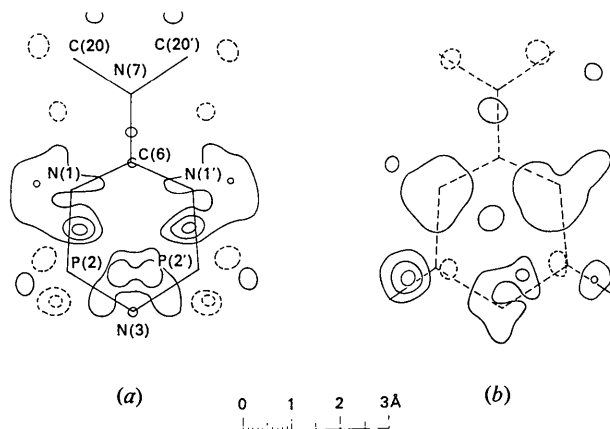 C(20) C(20′)
N(7)
C(6)
N(1) N(1′)
P(2) P(2′)
N(3)
(a) (b)
0 1 2 3Å